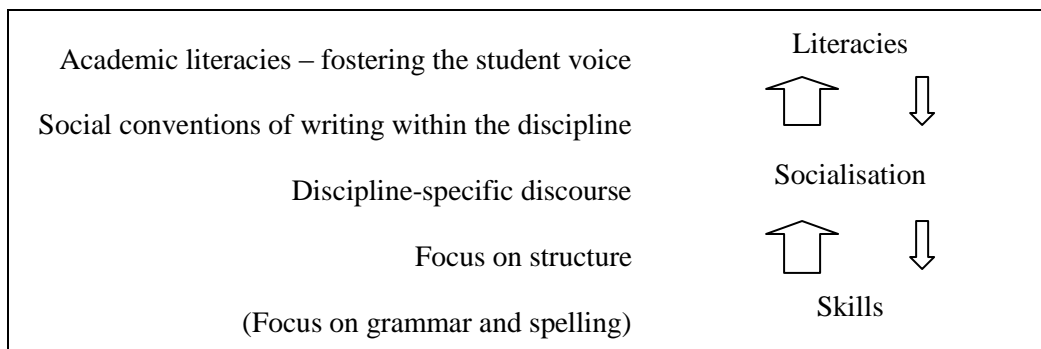 Academic literacies – fostering the student voice
Social conventions of writing within the discipline
Discipline-specific discourse
Focus on structure
(Focus on grammar and spelling)
Literacies
Socialisation
Skills